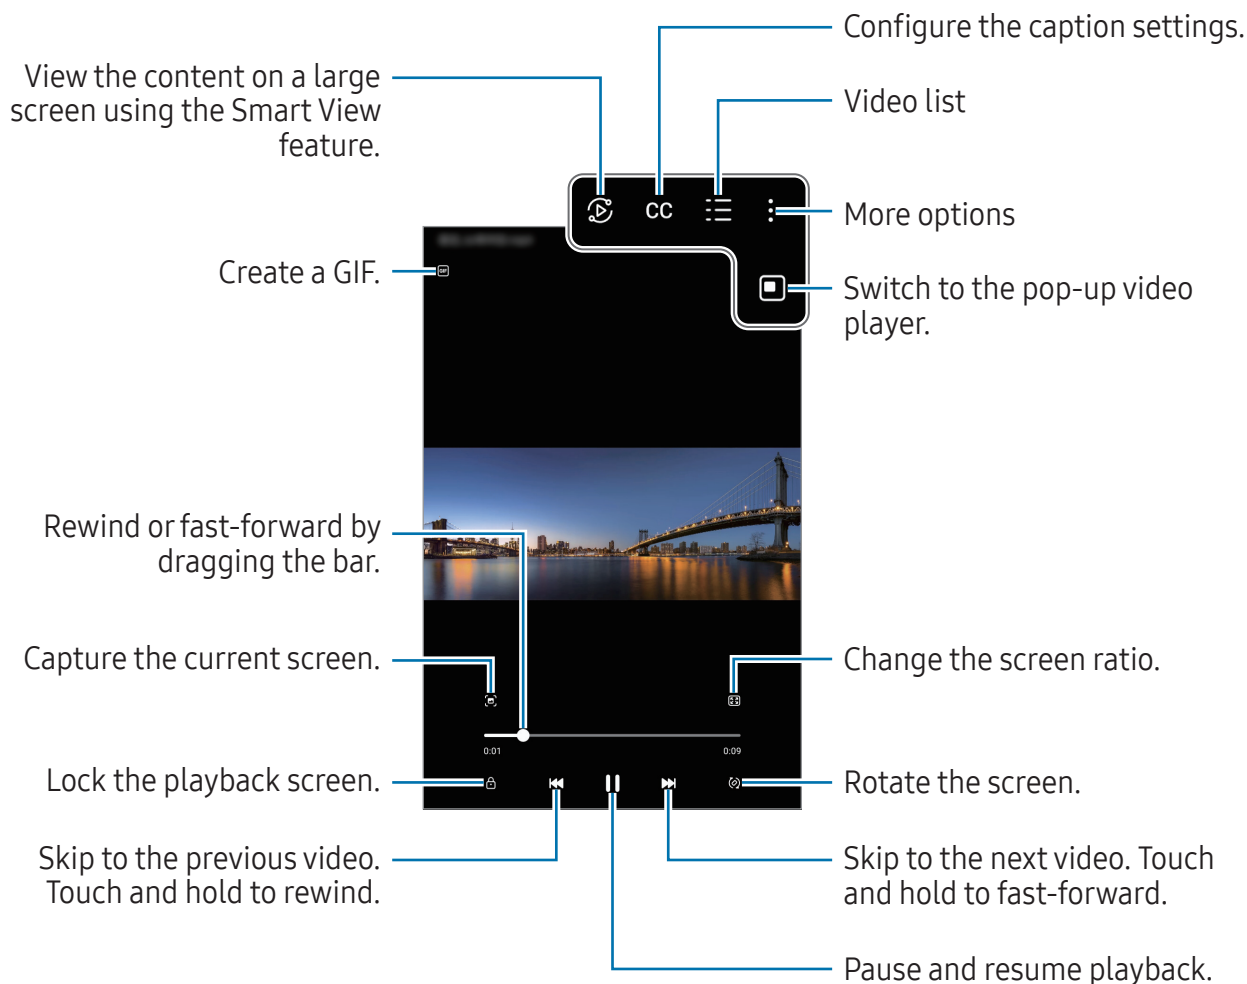 Configure the caption settings.
View the content on a large
screen using the Smart View
feature.
Video list
CC
More options
Create a GIF.
GIF
Switch to the pop-up video
player.
Rewind or fast-forward by
dragging the bar.
Capture the current screen.
Change the screen ratio.
0:01
0:09
Lock the playback screen.
Rotate the screen.
Skip to the previous video.
Touch and hold to rewind.
Skip to the next video. Touch
and hold to fast-forward.
Pause and resume playback.